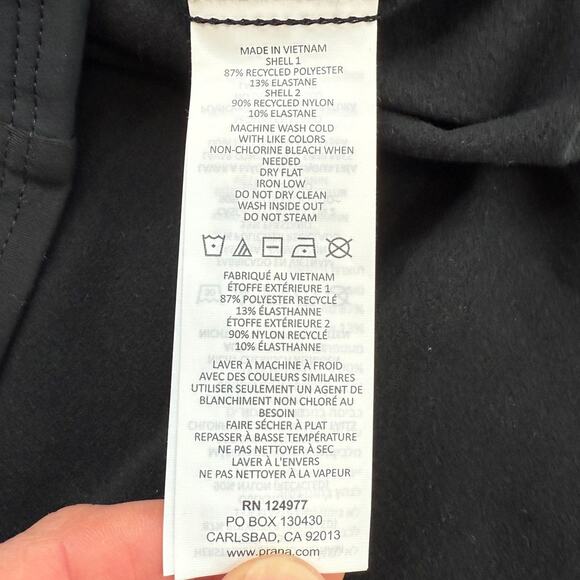 MADE IN VIETNAM
SHELL 1
87% RECYCLED POLYESTER
13% ELASTANE
SHELL 2
90% RECYCLED NYLON
10% ELASTANE
MACHINE WASH COLD
WITH LIKE COLORS
NON-CHLORINE BLEACH WHEN
NEEDED
DRY FLAT
IRON LOW
DO NOT DRY CLEAN
WASH INSIDE OUT
DO NOT STEAM
FABRIQUÉ AU VIETNAM
ÉTOFFE EXTÉRIEURE 1
87% POLYESTER RECYCLÉ
13% ÉLASTHANNE
ÉTOFFE EXTÉRIEURE 2
90% NYLON RECYCLÉ
10% ÉLASTHANNE
LAVER À MACHINE À FROID
AVEC DES COULEURS SIMILAIRES
UTILISER SEULEMENT UN AGENT DE
BLANCHIMENT NON CHLORÉ AU
BESOIN
FAIRE SÉCHER À PLAT
REPASSER À BASSE TEMPÉRATURE
NE PAS NETTOYER À SEC
LAVER À L'ENVERS
NE PAS NETTOYER À LA VAPEUR
RN 124977
PO BOX 130430
CARLSBAD, CA 92013
www.prana.com